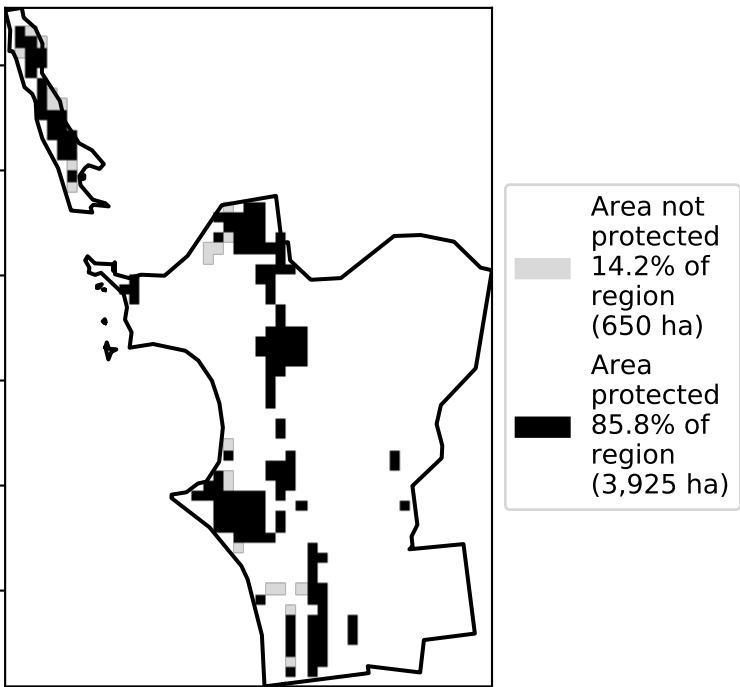 Area not
protected
14.2% of
region
(650 ha)
Area
protected
85.8% of
region
(3,925 ha)